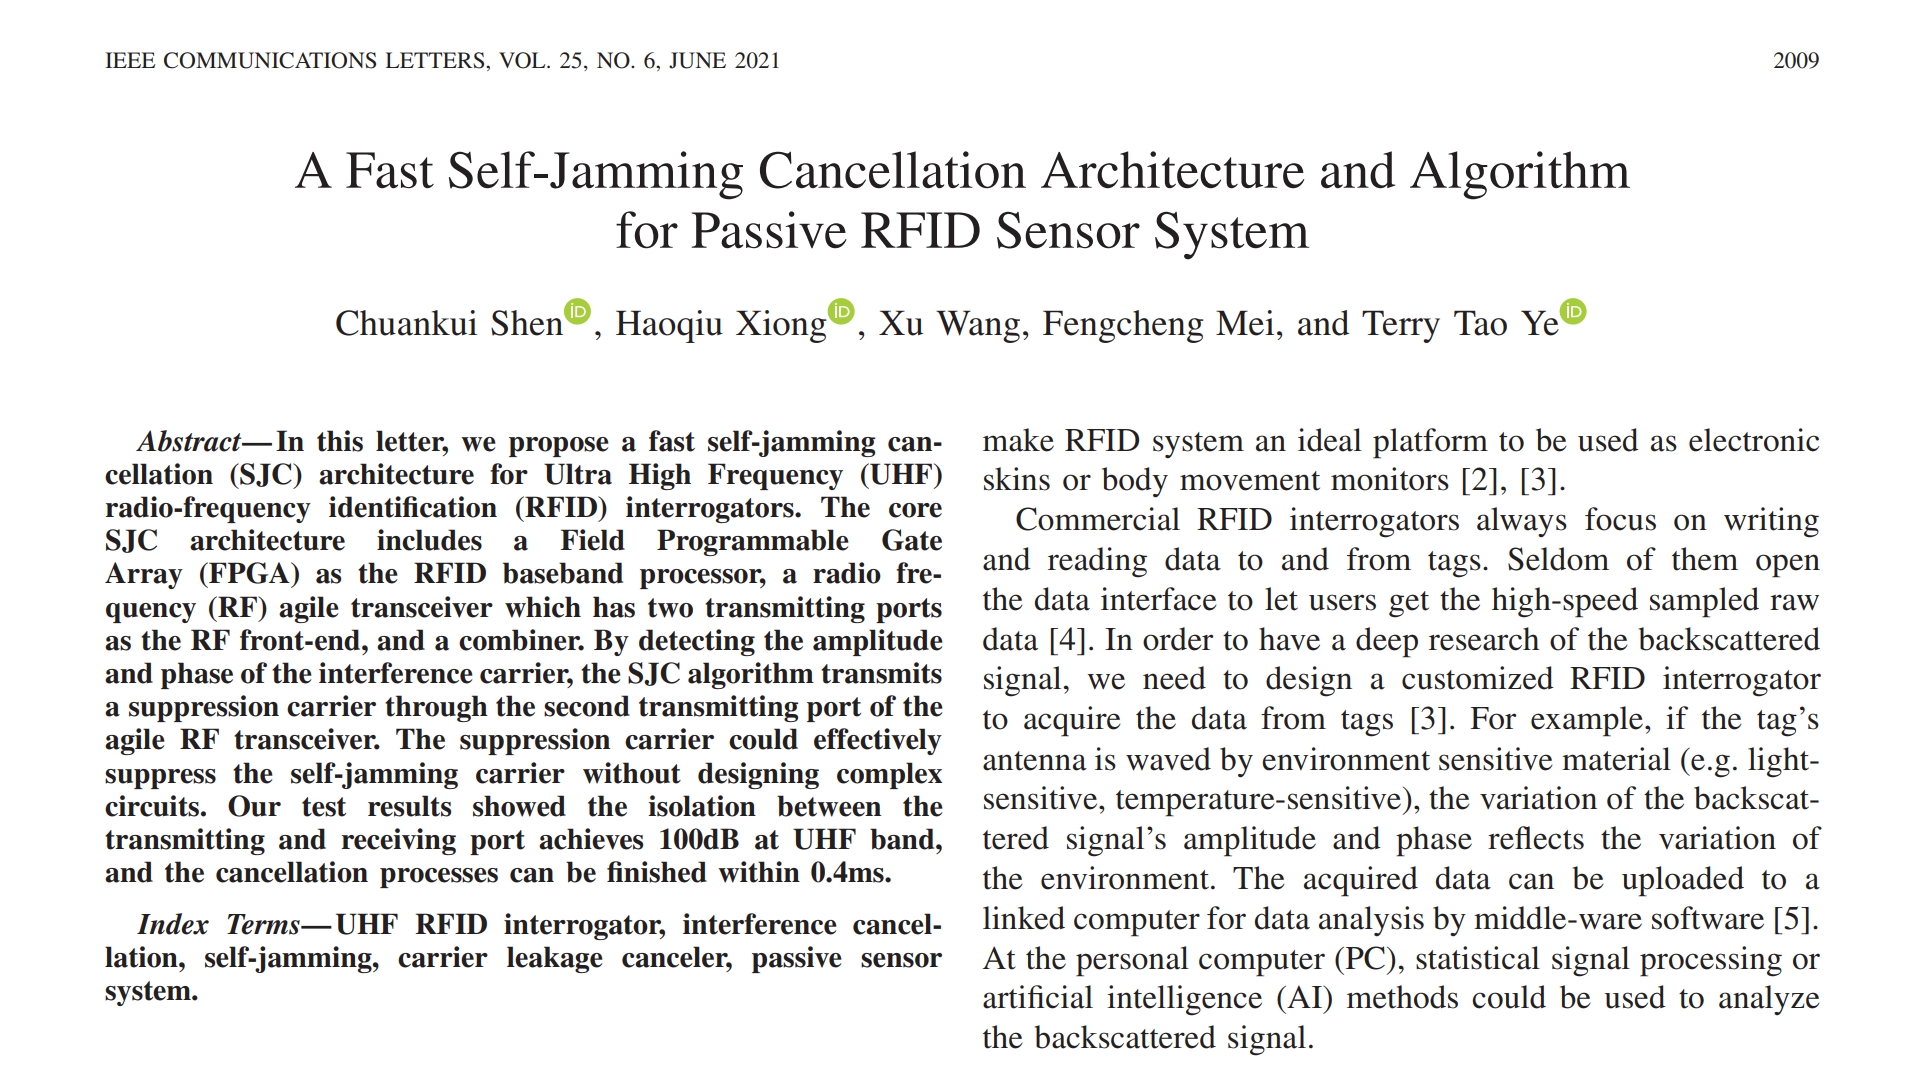 IEEE COMMUNICATIONS LETTERS, VOL. 25, NO. 6, JUNE 2021
2009
A Fast Self-Jamming Cancellation Architecture and Algorithm
for Passive RFID Sensor System
Chuankui Shen iD, Haoqiu Xiong iD, Xu Wang, Fengcheng Mei, and Terry Tao Ye iD
Abstract—In this letter, we propose a fast self-jamming can-
cellation (SJC) architecture for Ultra High Frequency (UHF)
radio-frequency identification (RFID) interrogators. The core
SJC architecture includes a Field Programmable Gate
Array (FPGA) as the RFID baseband processor, a radio fre-
quency (RF) agile transceiver which has two transmitting ports
as the RF front-end, and a combiner. By detecting the amplitude
and phase of the interference carrier, the SJC algorithm transmits
a suppression carrier through the second transmitting port of the
agile RF transceiver. The suppression carrier could effectively
suppress the self-jamming carrier without designing complex
circuits. Our test results showed the isolation between the
transmitting and receiving port achieves 100dB at UHF band,
and the cancellation processes can be finished within 0.4ms.
Index Terms—UHF RFID interrogator, interference cancel-
lation, self-jamming, carrier leakage canceler, passive sensor
system.
make RFID system an ideal platform to be used as electronic
skins or body movement monitors [2], [3].
Commercial RFID interrogators always focus on writing
and reading data to and from tags. Seldom of them open
the data interface to let users get the high-speed sampled raw
data [4]. In order to have a deep research of the backscattered
signal, we need to design a customized RFID interrogator
to acquire the data from tags [3]. For example, if the tag's
antenna is waved by environment sensitive material (e.g. light-
sensitive, temperature-sensitive), the variation of the backscat-
tered signal's amplitude and phase reflects the variation of
the environment. The acquired data can be uploaded to a
linked computer for data analysis by middle-ware software [5].
At the personal computer (PC), statistical signal processing or
artificial intelligence (AI) methods could be used to analyze
the backscattered signal.